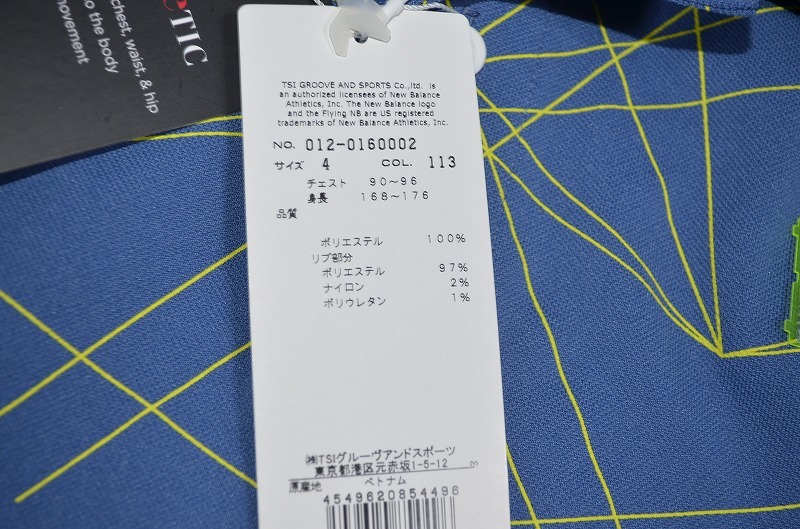 TIC
chest, waist, & hip
to the body
movement
TSI GROOVE AND SPORTS Co.,ltd. is
an authorized licensees of New Balance
Athletics, Inc. The New Balance logo
and the Flying NB are US registered
trademarks of New Balance Athletics, Inc.
NO. 012-0160002
サイズ 4 COL. 113
チェスト 90～96
身長 168～176
品質
ポリエステル 100%
リブ部分
ポリエステル 97%
ナイロン 2%
ポリウレタン 1%
㈱TSIグルーヴアンドスポーツ
東京都港区元赤坂1-5-12
原産地 ベトナム
4549620854496